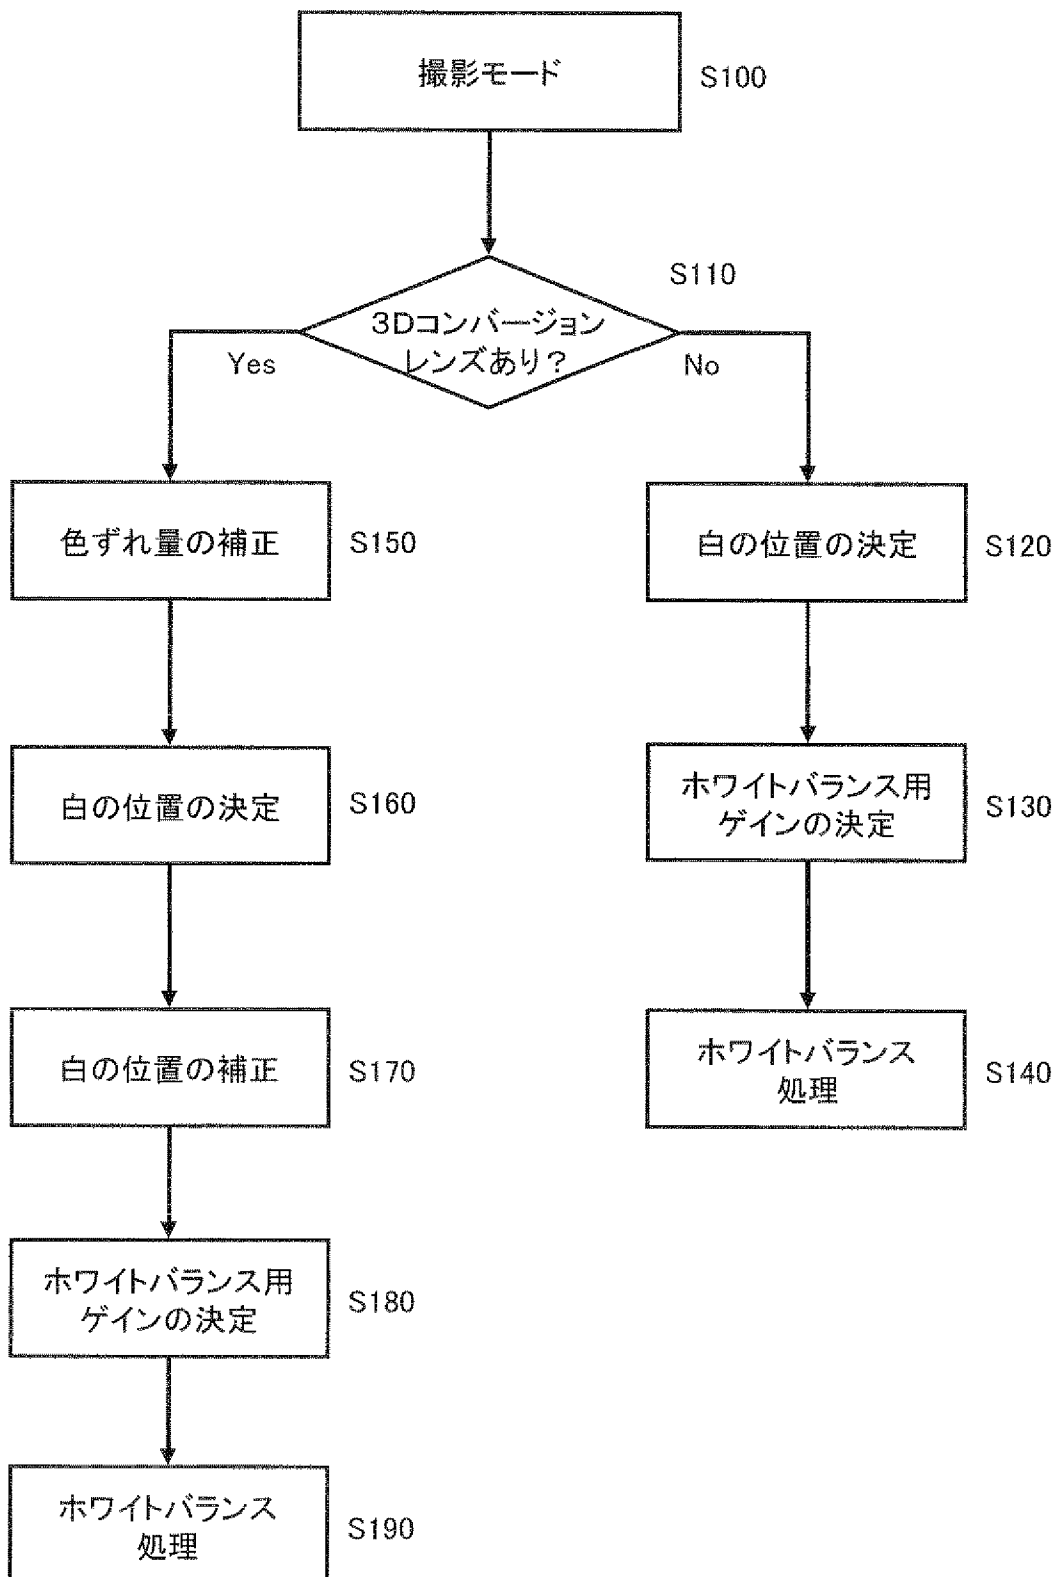 撮影モード
S100
S110
3Dコンバージョン
レンズあり?
Yes
No
色ずれ量の補正
S150
白の位置の決定
S120
白の位置の決定
S160
ホワイトバランス用
ゲインの決定
S130
白の位置の補正
S170
ホワイトバランス
処理
S140
ホワイトバランス用
ゲインの決定
S180
ホワイトバランス
処理
S190